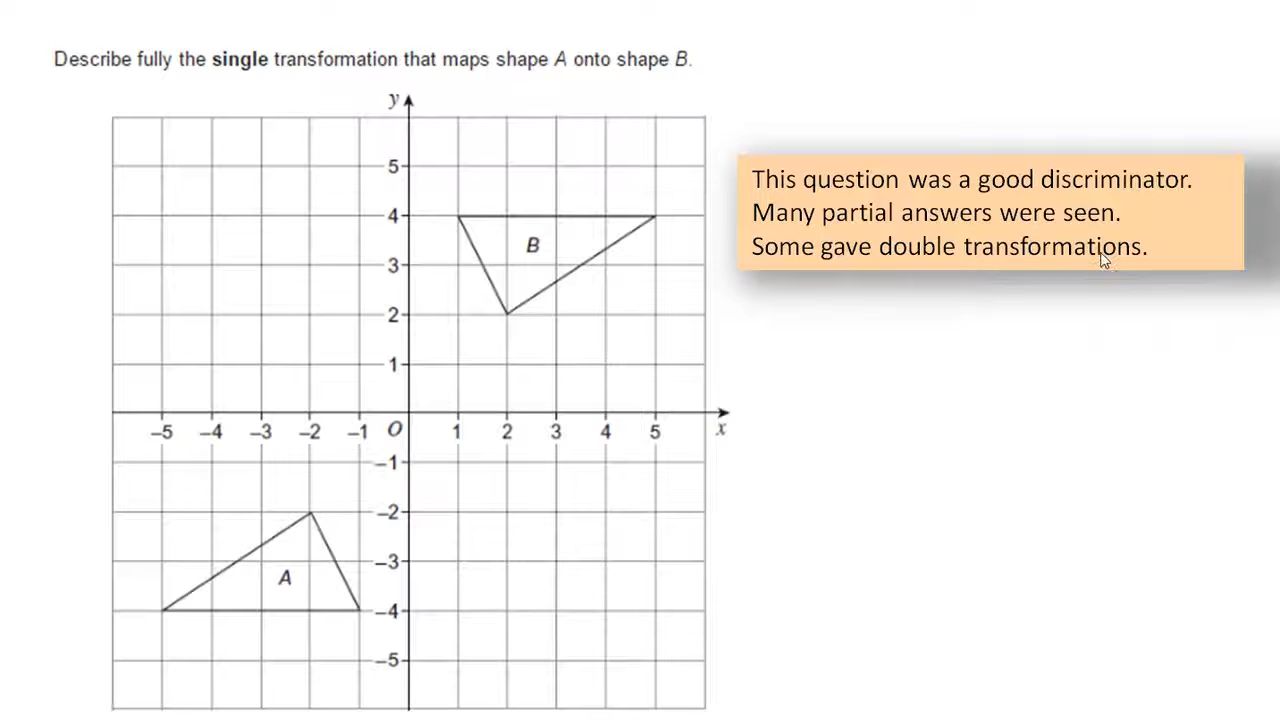 Describe fully the single transformation that maps shape A onto shape B.
y
5
4
B
3
2
1
–5 –4 –3 –2 –1 O 1 2 3 4 5 x
–1
–2
–3
A
–4
–5
This question was a good discriminator.
Many partial answers were seen.
Some gave double transformations.